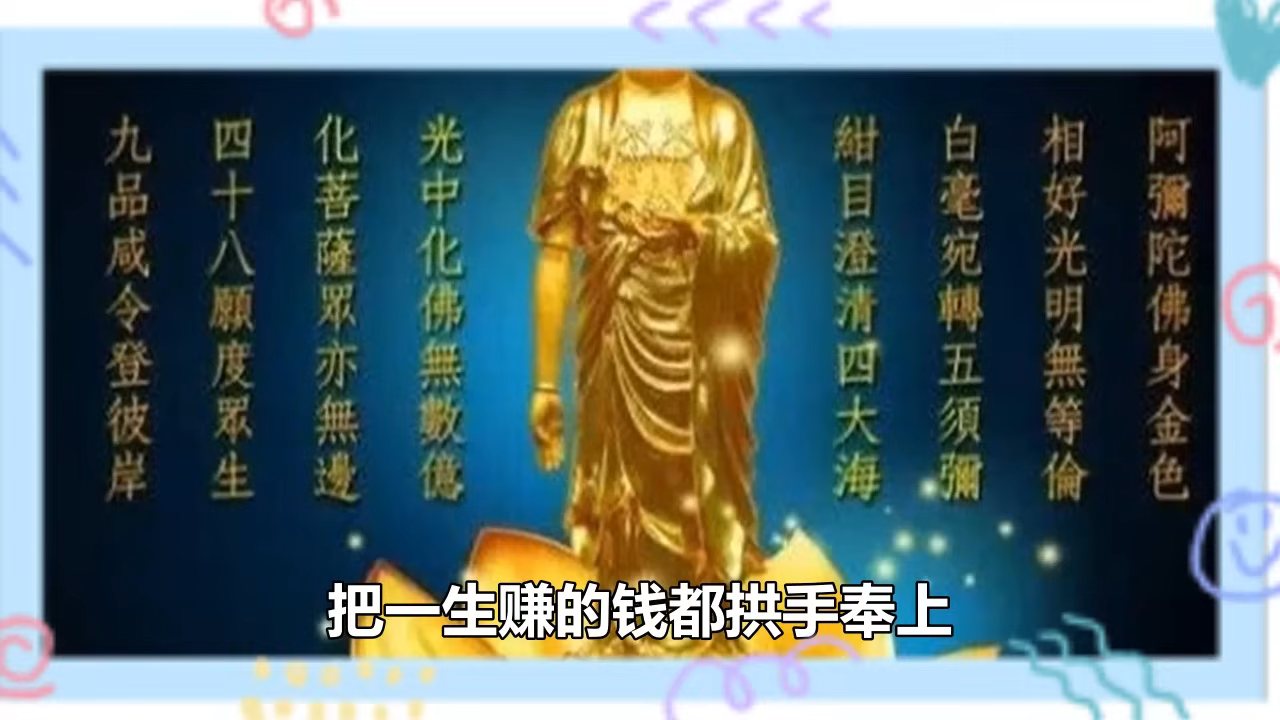 阿彌陀佛身金色
相好光明無等倫
白毫宛轉五須彌
紺目澄清四大海
光中化佛無數億
化菩薩眾亦無邊
四十八願度眾生
九品咸令登彼岸
把一生赚的钱都拱手奉上